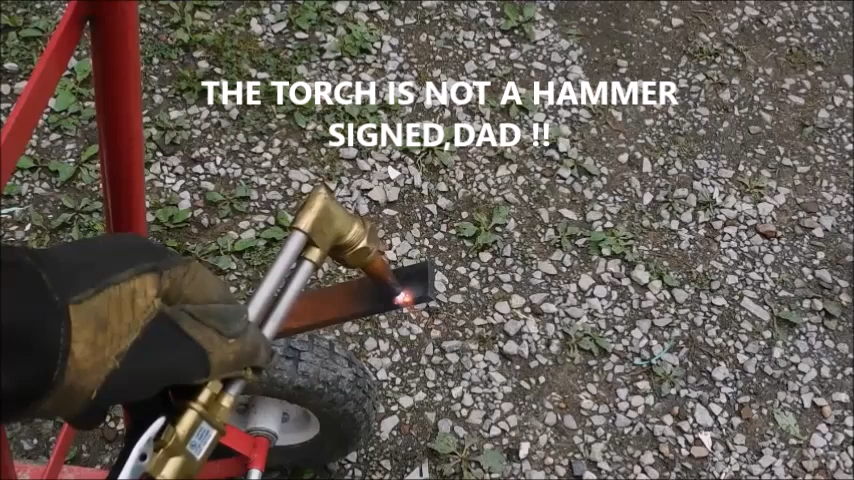 THE TORCH IS NOT A HAMMER
SIGNED,DAD !!